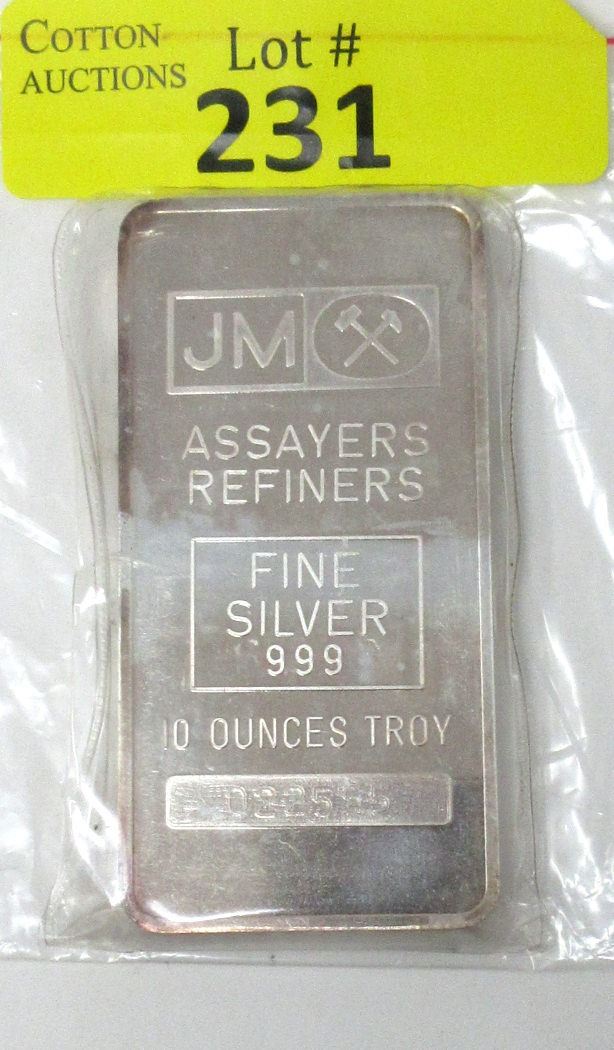 COTTON
AUCTIONS
Lot #
231
JM
ASSAYERS
REFINERS
FINE
SILVER
999
10 OUNCES TROY